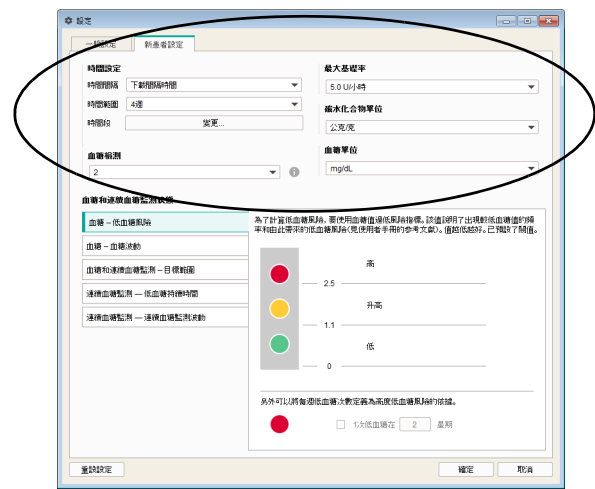 設定
一般設定
新患者設定
時間設定
時間間隔
下載間隔時間
時間範圍
4週
時間段
變更...
血糖檢測
2
最大基礎率
5.0 U/小時
碳水化合物單位
公克/克
血糖單位
mg/dL
血糖和連續血糖監測狀態
血糖 – 低血糖風險
血糖 – 血糖波動
血糖和連續血糖監測 – 目標範圍
連續血糖監測 — 低血糖持續時間
連續血糖監測 — 連續血糖監測波動
為了計算低血糖風險,要使用血糖值過低風險指標。該值說明了出現較低血糖值的頻
率和由此帶來的低血糖風險(見使用者手冊的參考文獻)。值越低越好。已預設了閾值。
高
2.5
升高
1.1
低
0
另外可以將每週低血糖次數定義為高度低血糖風險的依據。
1次低血糖在
2
星期
重設設定
確定
取消